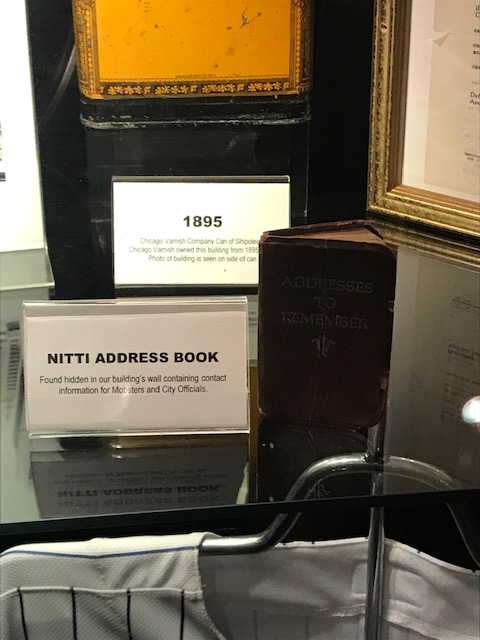 1895
Chicago Varnish Company Can of Shipoleu
Chicago Varnish owned this building from 1895
Photo of building is seen on side of can
ADDRESSES
TO
REMEMBER
NITTI ADDRESS BOOK
Found hidden in our building's wall containing contact
information for Mobsters and City Officials.